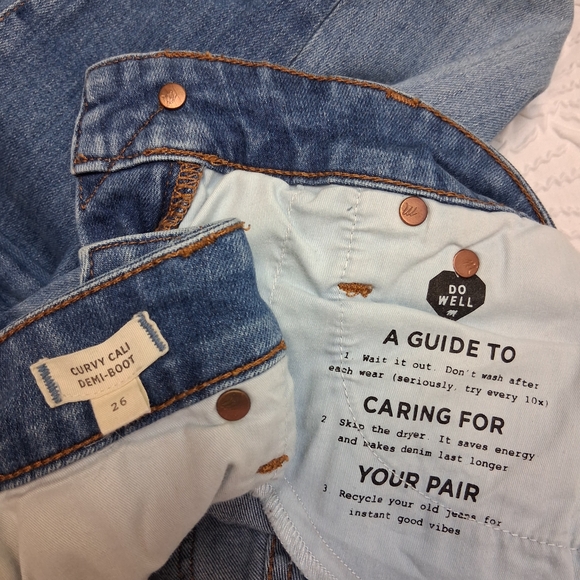 CURVY CALI
DEMI-BOOT
26
DO
WELL
A GUIDE TO
1 Wait it out. Don't wash after
each wear (seriously, try every 10x)
CARING FOR
2 Skip the dryer. It saves energy
and makes denim last longer
YOUR PAIR
3 Recycle your old jeans for
instant good vibes